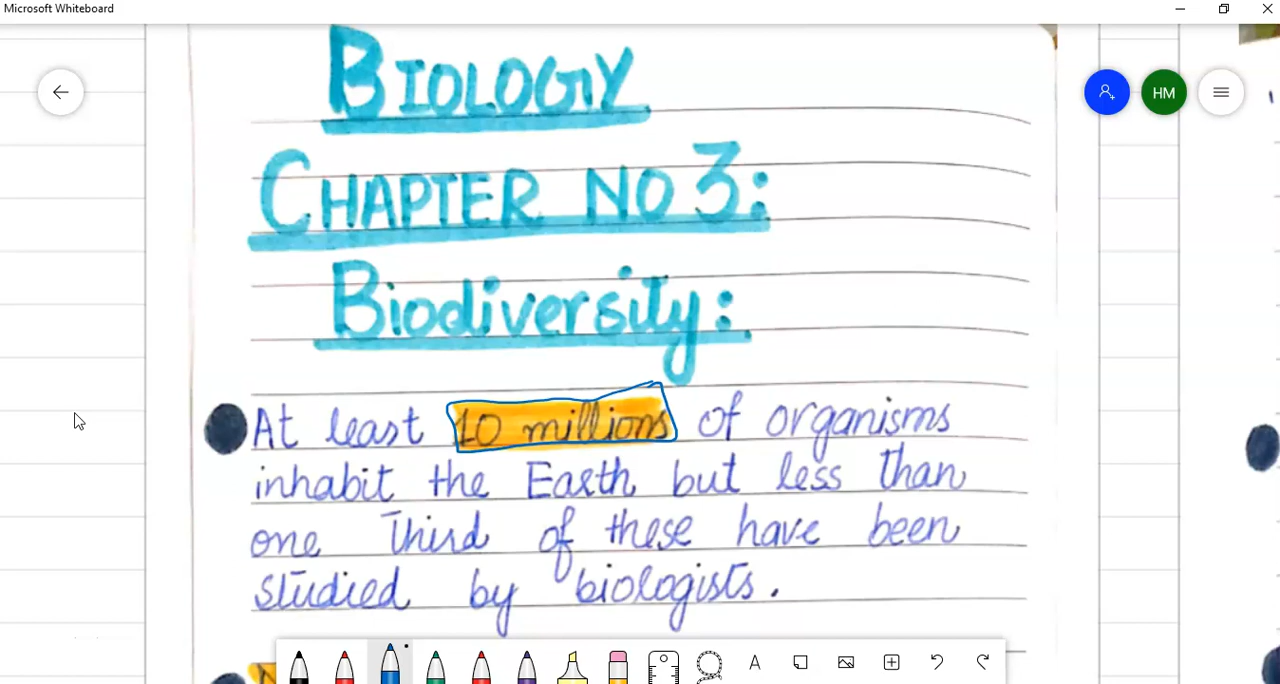 Microsoft Whiteboard
HM
BIOLOGY
CHAPTER NO 3:
Biodiversity:
At least 10 millions of organisms
inhabit the Earth but less than
one Third of these have been
studied by biologists.
A